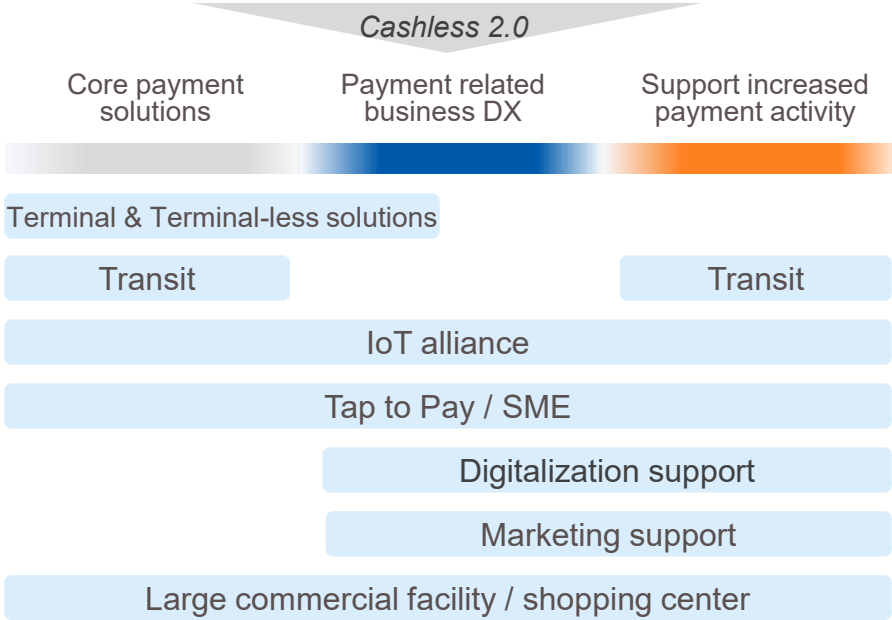 Cashless 2.0
Core payment
solutions
Payment related
business DX
Support increased
payment activity
Terminal & Terminal-less solutions
Transit
Transit
IoT alliance
Tap to Pay / SME
Digitalization support
Marketing support
Large commercial facility / shopping center